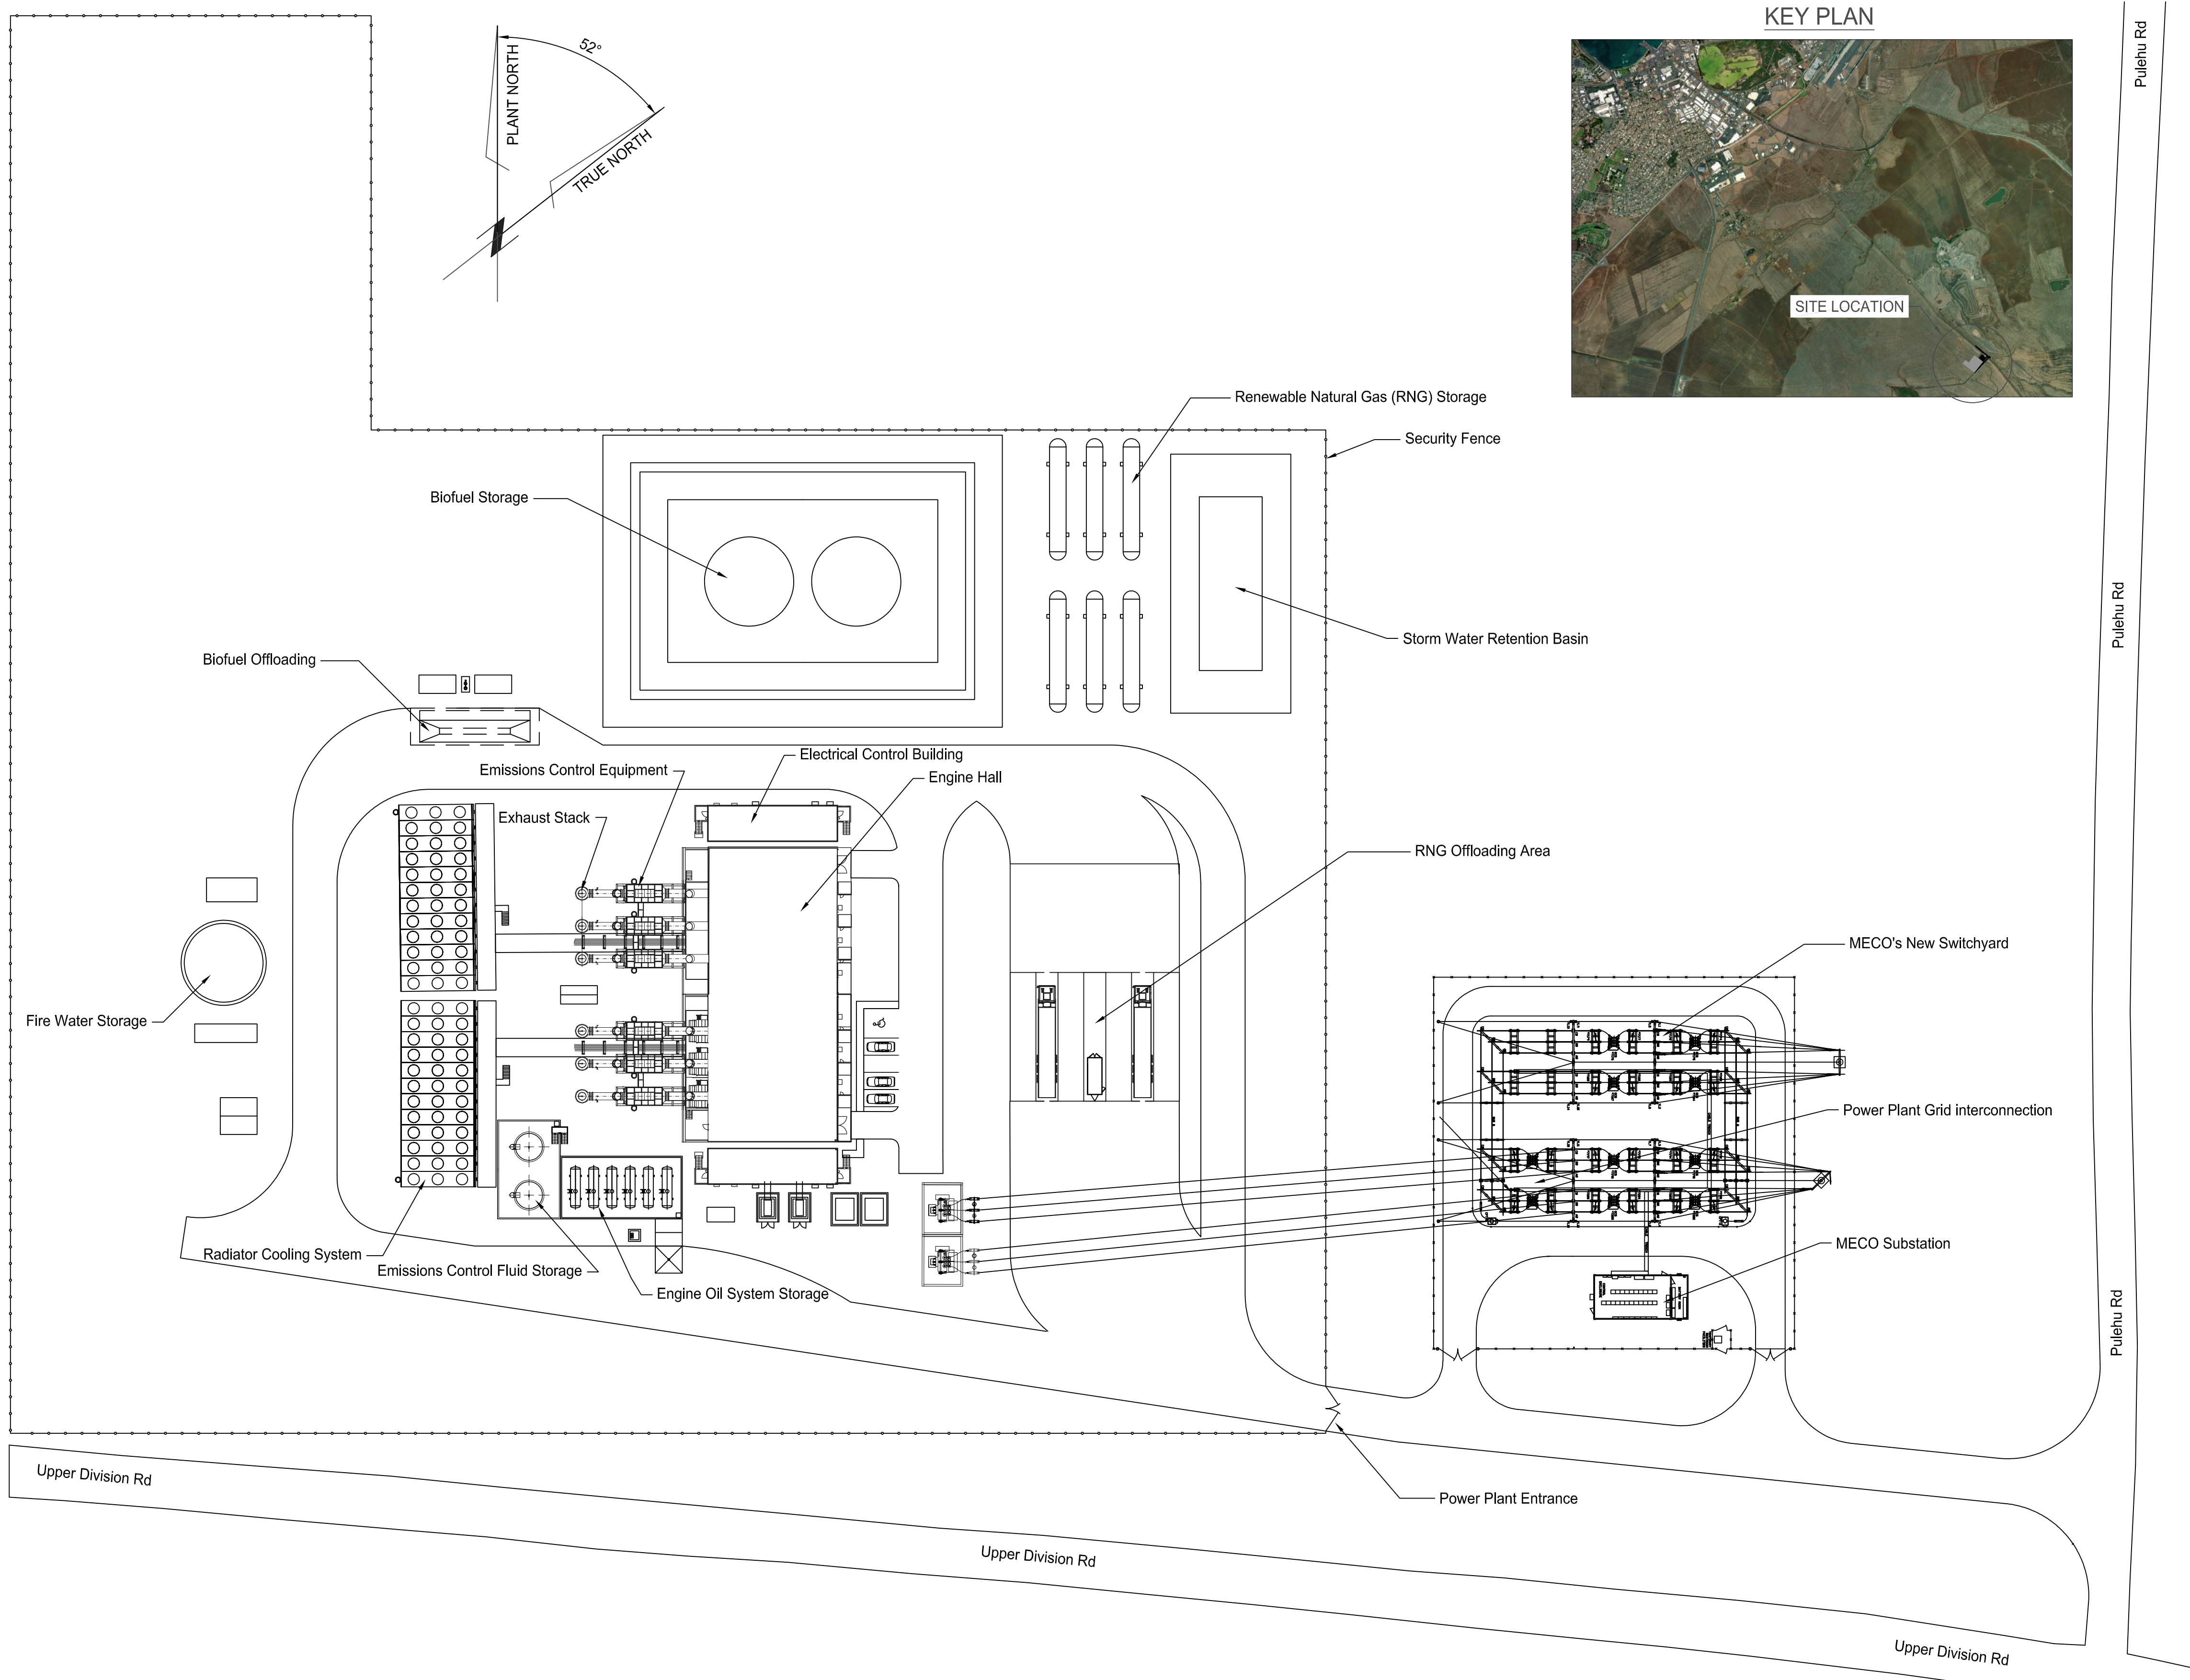 KEY PLAN
Pulehu Rd
52°
PLANT NORTH
TRUE NORTH
SITE LOCATION
Renewable Natural Gas (RNG) Storage
Security Fence
Biofuel Storage
Pulehu Rd
Storm Water Retention Basin
Biofuel Offloading
Electrical Control Building
Emissions Control Equipment
Engine Hall
Exhaust Stack
RNG Offloading Area
MECO's New Switchyard
Fire Water Storage
Power Plant Grid interconnection
MECO Substation
Radiator Cooling System
Emissions Control Fluid Storage
Engine Oil System Storage
Pulehu Rd
Upper Division Rd
Power Plant Entrance
Upper Division Rd
Upper Division Rd